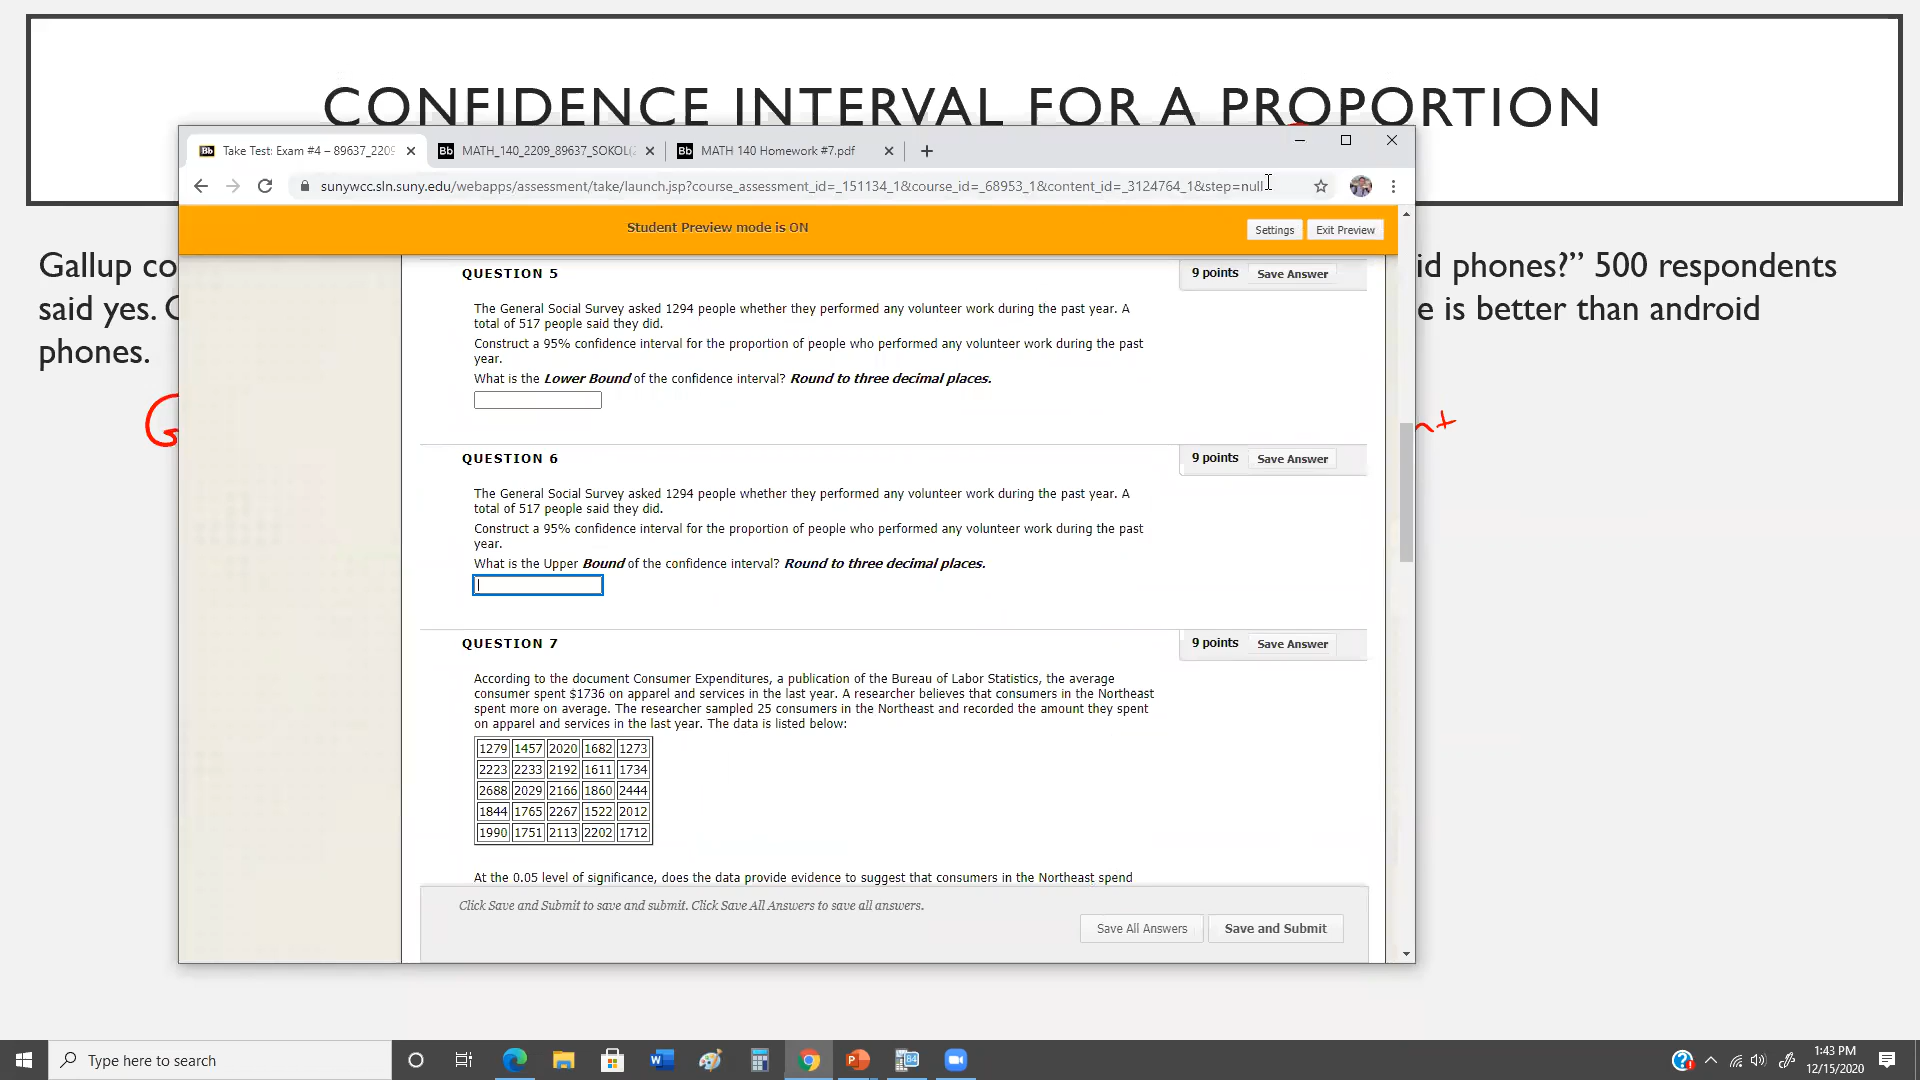 CONFIDENCE INTERVAL FOR A PROPORTION
Take Test: Exam #4 – 89637_2209
MATH_140_2209_89637_SOKOL(2
MATH 140 Homework #7.pdf
sunywcc.sln.suny.edu/webapps/assessment/take/launch.jsp?course_assessment_id=_151134_1&course_id=_68953_1&content_id=_3124764_1&step=null
Student Preview mode is ON
Settings
Exit Preview
Gallup co
id phones?” 500 respondents
said yes. C
e is better than android
phones.
QUESTION 5
9 points
Save Answer
The General Social Survey asked 1294 people whether they performed any volunteer work during the past year. A
total of 517 people said they did.
Construct a 95% confidence interval for the proportion of people who performed any volunteer work during the past
year.
What is the Lower Bound of the confidence interval? Round to three decimal places.
QUESTION 6
9 points
Save Answer
The General Social Survey asked 1294 people whether they performed any volunteer work during the past year. A
total of 517 people said they did.
Construct a 95% confidence interval for the proportion of people who performed any volunteer work during the past
year.
What is the Upper Bound of the confidence interval? Round to three decimal places.
QUESTION 7
9 points
Save Answer
According to the document Consumer Expenditures, a publication of the Bureau of Labor Statistics, the average
consumer spent $1736 on apparel and services in the last year. A researcher believes that consumers in the Northeast
spent more on average. The researcher sampled 25 consumers in the Northeast and recorded the amount they spent
on apparel and services in the last year. The data is listed below:
1279 1457 2020 1682 1273
2223 2233 2192 1611 1734
2688 2029 2166 1860 2444
1844 1765 2267 1522 2012
1990 1751 2113 2202 1712
At the 0.05 level of significance, does the data provide evidence to suggest that consumers in the Northeast spend
Click Save and Submit to save and submit. Click Save All Answers to save all answers.
Save All Answers
Save and Submit
Type here to search
1:43 PM
12/15/2020